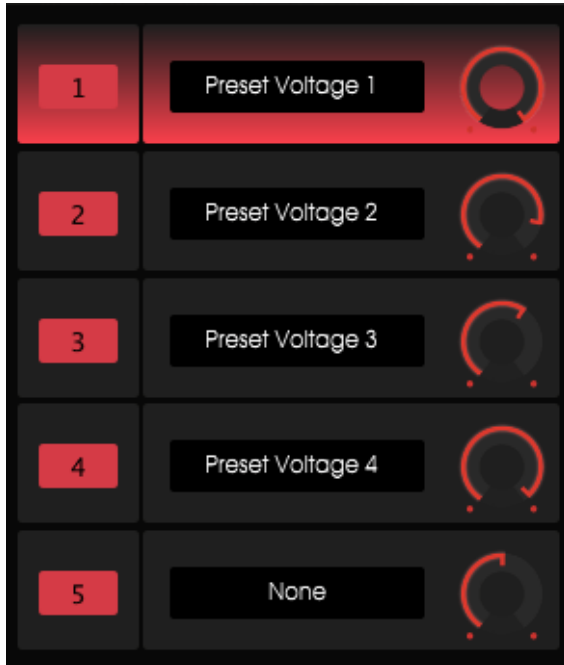 1 Preset Voltage 1
2 Preset Voltage 2
3 Preset Voltage 3
4 Preset Voltage 4
5 None